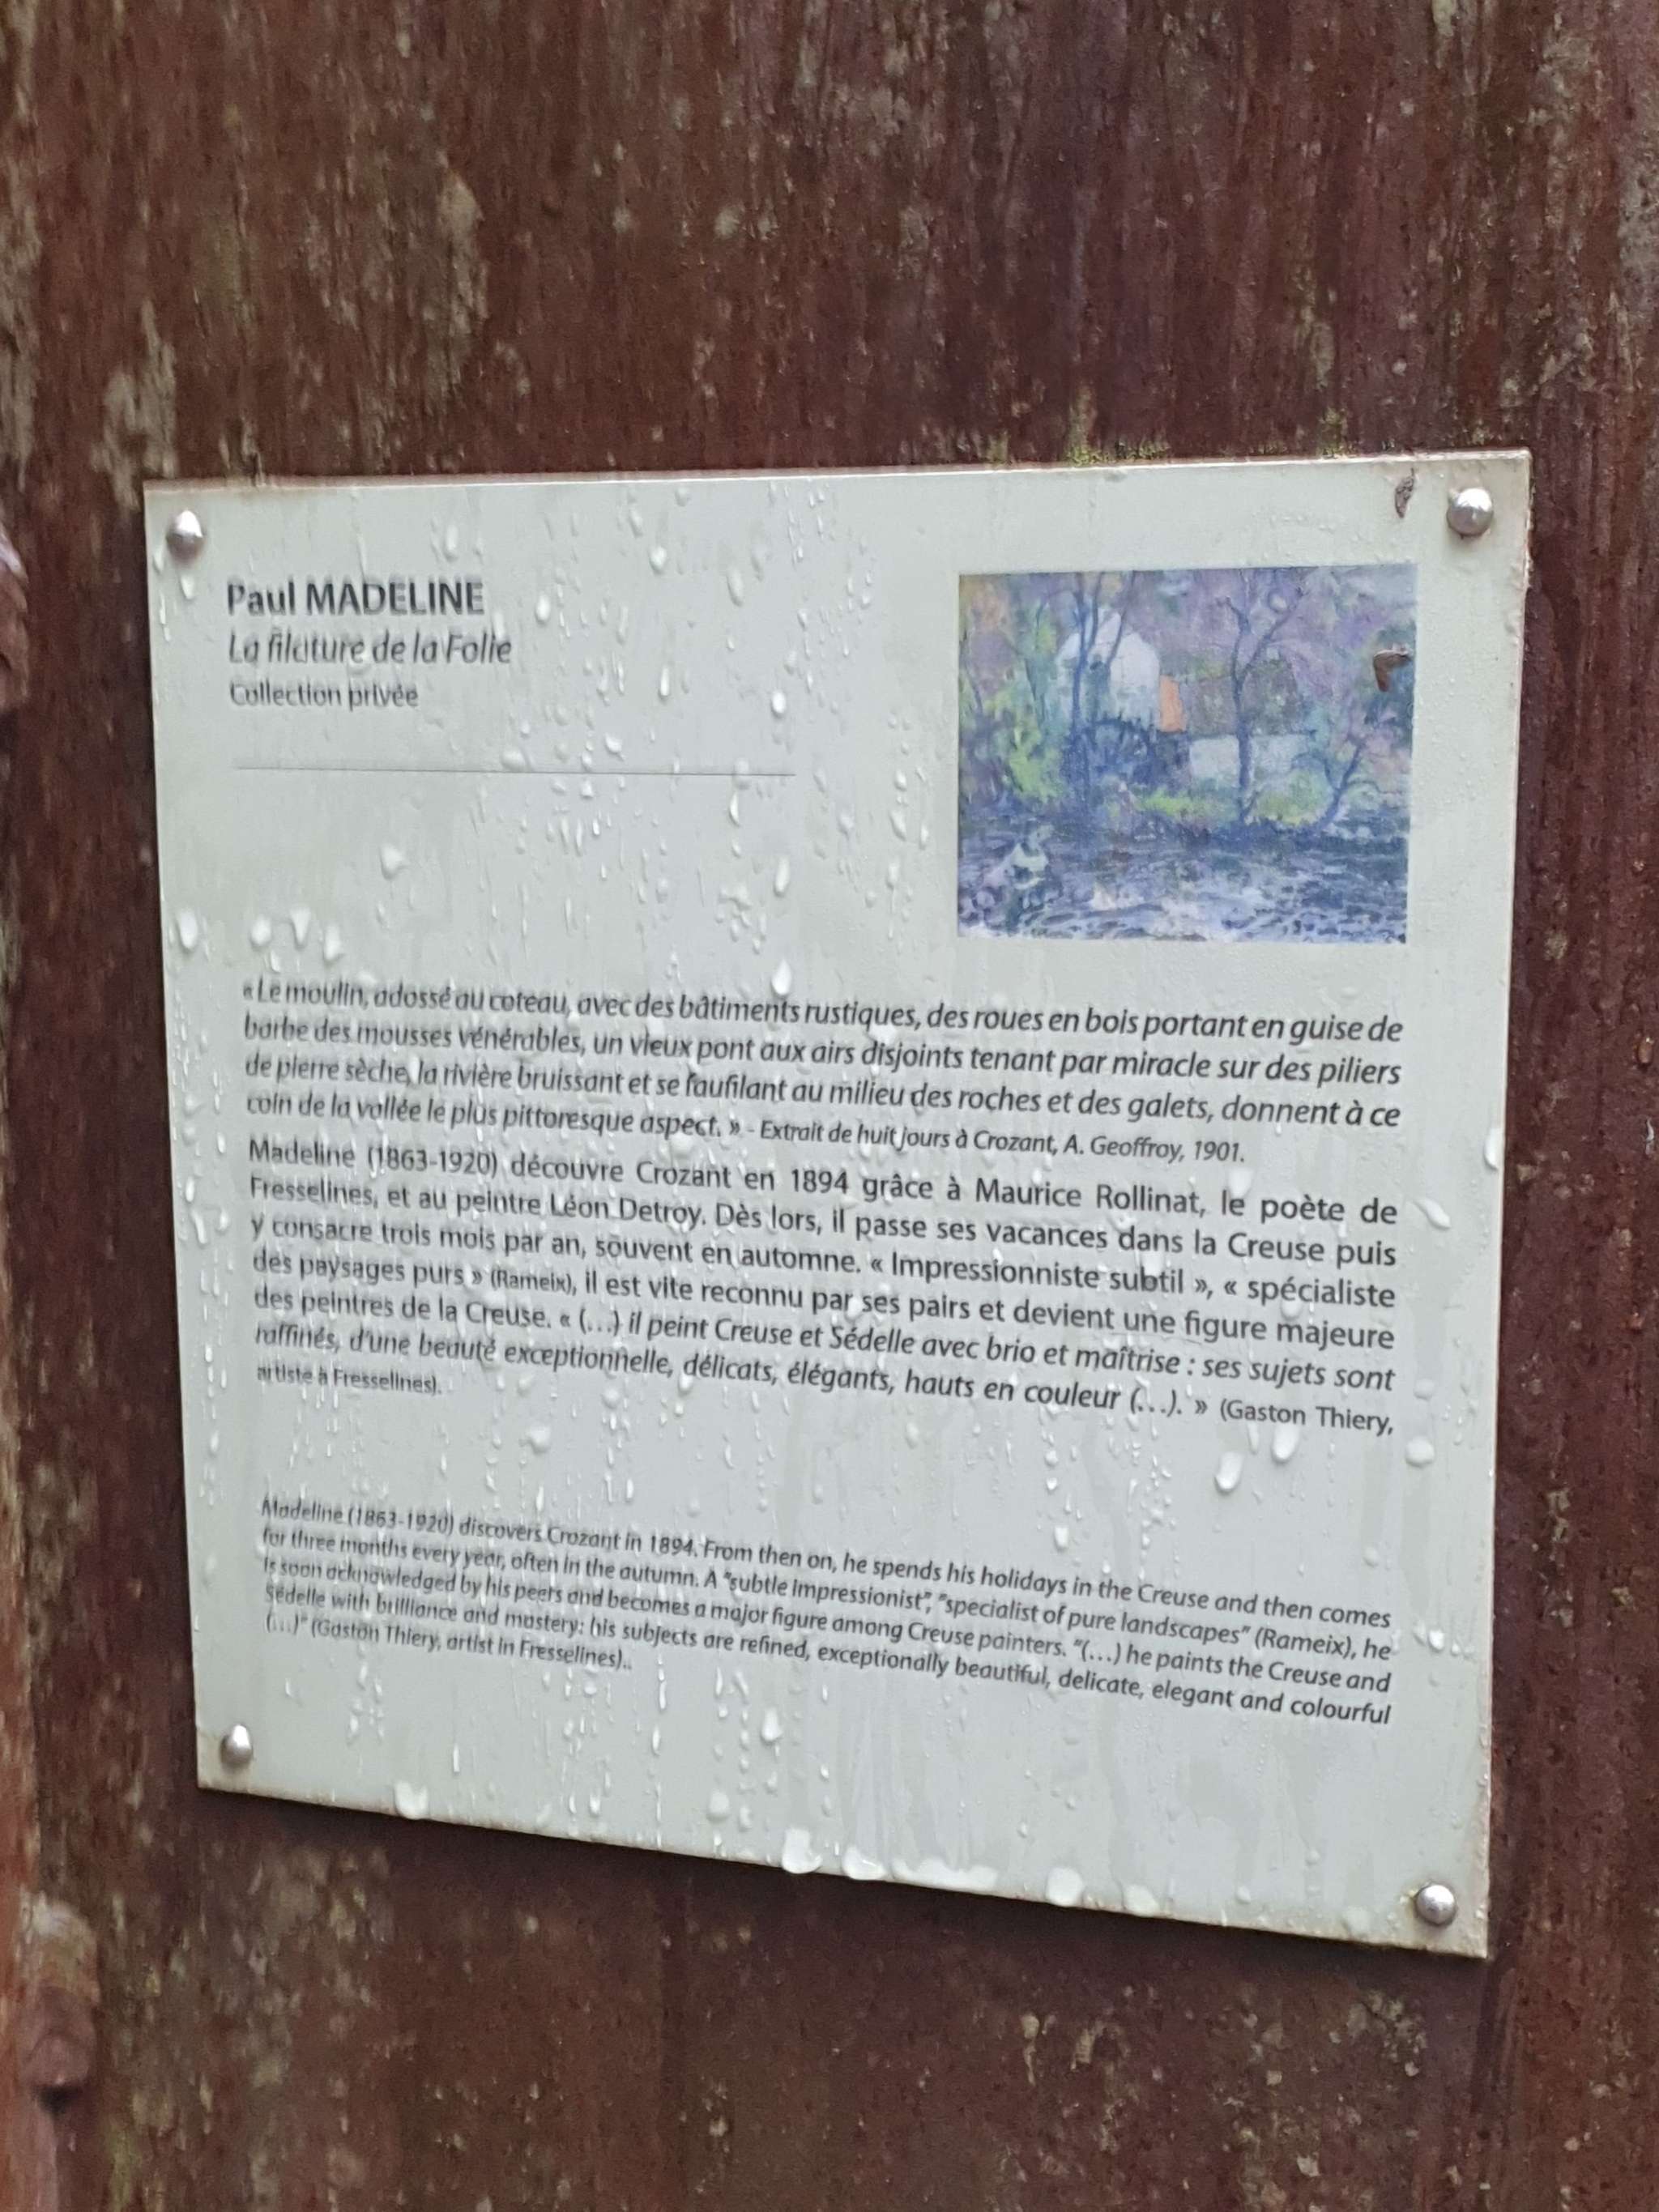 Paul MADELINE
La filature de la Folie
Collection privée
« Le moulin, adossé au coteau, avec des bâtiments rustiques, des roues en bois portant en guise de
barbe des mousses vénérables, un vieux pont aux airs disjoints tenant par miracle sur des piliers
de pierre sèche, la rivière bruissant et se faufilant au milieu des roches et des galets, donnent à ce
coin de la vallée le plus pittoresque aspect. » - Extrait de huit jours à Crozant, A. Geoffroy, 1901.
Madeline (1863-1920) découvre Crozant en 1894 grâce à Maurice Rollinat, le poète de
Fresselines, et au peintre Léon Detroy. Dès lors, il passe ses vacances dans la Creuse puis
y consacre trois mois par an, souvent en automne. « Impressionniste subtil », « spécialiste
des paysages purs » (Rameix), il est vite reconnu par ses pairs et devient une figure majeure
des peintres de la Creuse. « (…) il peint Creuse et Sédelle avec brio et maîtrise : ses sujets sont
raffinés, d'une beauté exceptionnelle, délicats, élégants, hauts en couleur (…). » (Gaston Thiery,
artiste à Fresselines).
Madeline (1863-1920) discovers Crozant in 1894. From then on, he spends his holidays in the Creuse and then comes
for three months every year, often in the autumn. A "subtle Impressionist", "specialist of pure landscapes" (Rameix), he
is soon acknowledged by his peers and becomes a major figure among Creuse painters. "(…) he paints the Creuse and
Sédelle with brilliance and mastery: his subjects are refined, exceptionally beautiful, delicate, elegant and colourful
(…)" (Gaston Thiery, artist in Fresselines)..